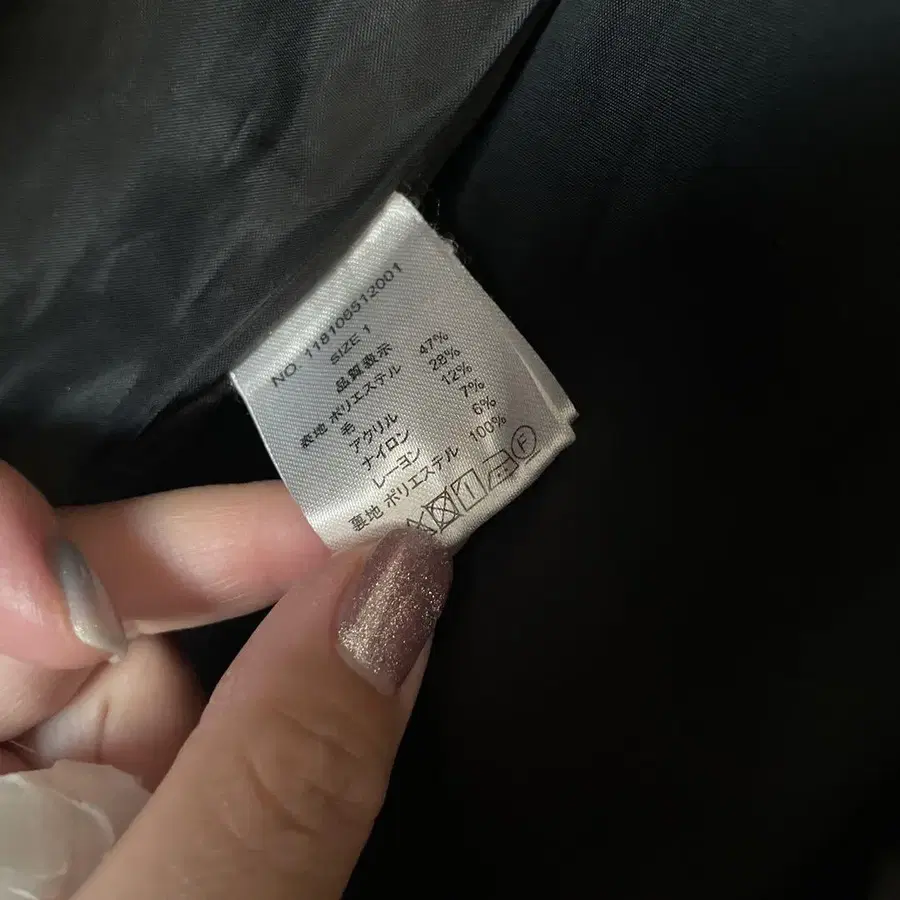 NO. 118106512001
SIZE 1
品質表示
表地 ポリエステル 47%
毛 28%
アクリル 12%
ナイロン 7%
レーヨン 6%
裏地 ポリエステル 100%
F